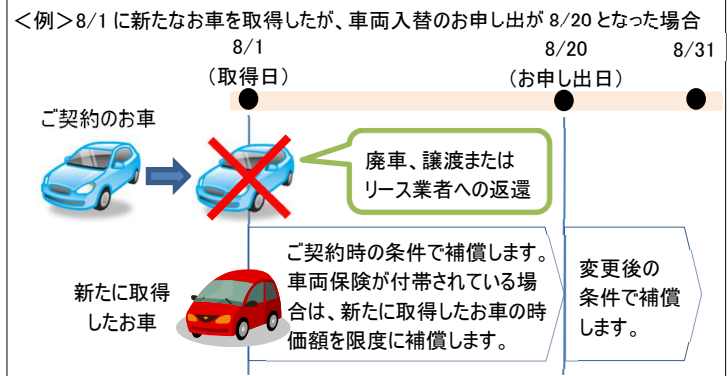 <例>8/1 に新たなお車を取得したが、車両入替のお申し出が 8/20 となった場合
8/1
8/20
8/31
(取得日)
(お申し出日)
ご契約のお車
廃車、譲渡または
リース業者への返還
新たに取得
したお車
ご契約時の条件で補償します。
車両保険が付帯されている場
合は、新たに取得したお車の時
価額を限度に補償します。
変更後の
条件で補償
します。